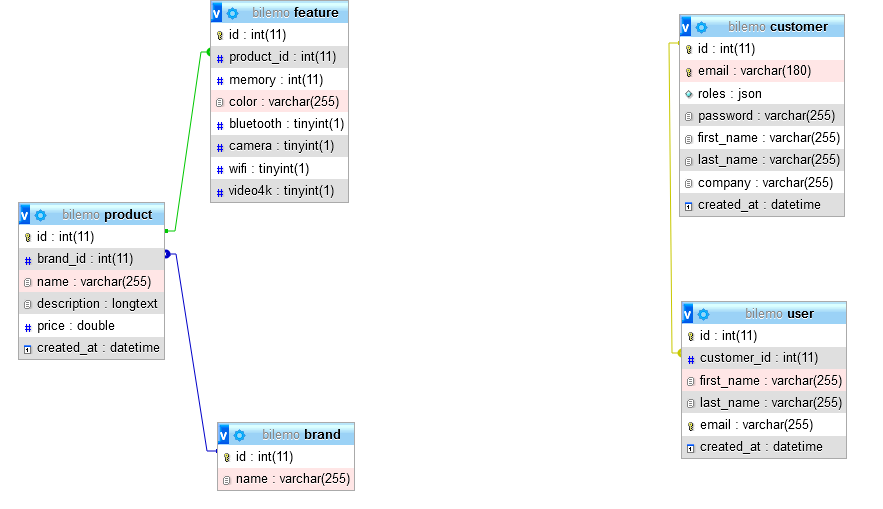 v bilemo feature
id : int(11)
product_id : int(11)
memory : int(11)
color : varchar(255)
bluetooth : tinyint(1)
camera : tinyint(1)
wifi : tinyint(1)
video4k : tinyint(1)
v bilemo customer
id : int(11)
email : varchar(180)
roles : json
password : varchar(255)
first_name : varchar(255)
last_name : varchar(255)
company : varchar(255)
created_at : datetime
v bilemo product
id : int(11)
brand_id : int(11)
name : varchar(255)
description : longtext
price : double
created_at : datetime
v bilemo user
id : int(11)
customer_id : int(11)
first_name : varchar(255)
last_name : varchar(255)
email : varchar(255)
created_at : datetime
v bilemo brand
id : int(11)
name : varchar(255)